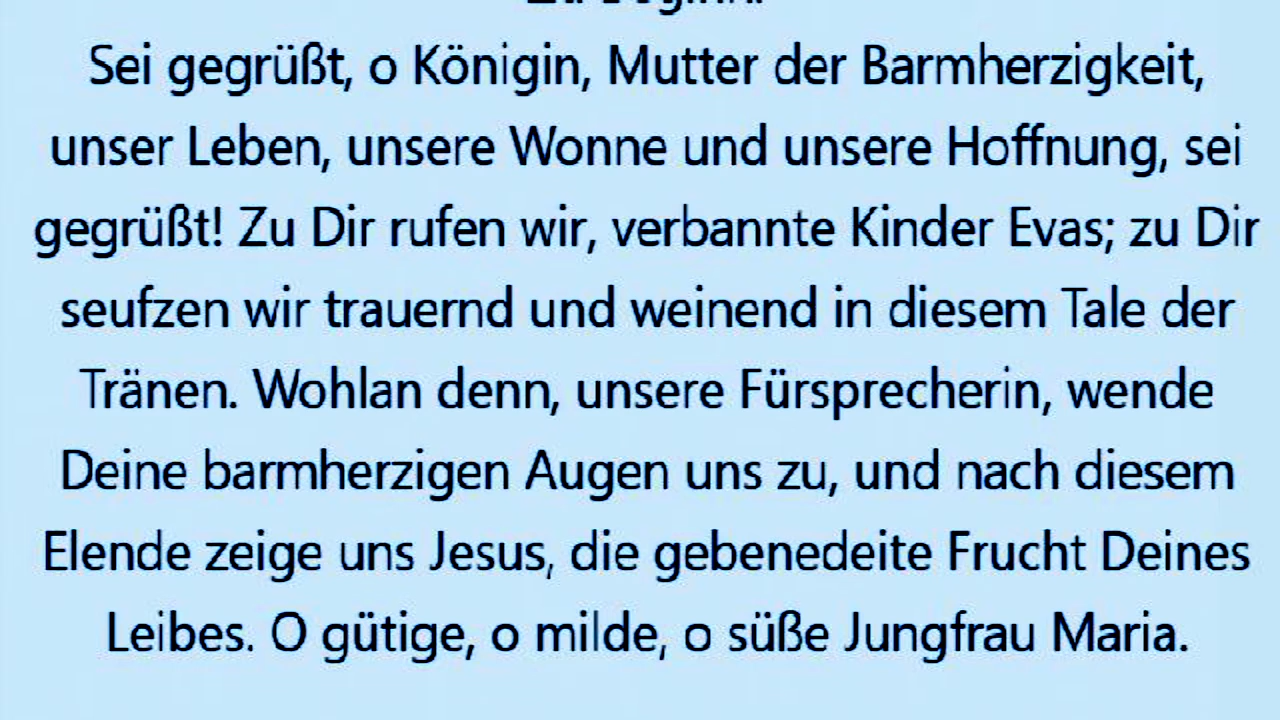 Sei gegrüßt, o Königin, Mutter der Barmherzigkeit,
unser Leben, unsere Wonne und unsere Hoffnung, sei
gegrüßt! Zu Dir rufen wir, verbannte Kinder Evas; zu Dir
seufzen wir trauernd und weinend in diesem Tale der
Tränen. Wohlan denn, unsere Fürsprecherin, wende
Deine barmherzigen Augen uns zu, und nach diesem
Elende zeige uns Jesus, die gebenedeite Frucht Deines
Leibes. O gütige, o milde, o süße Jungfrau Maria.